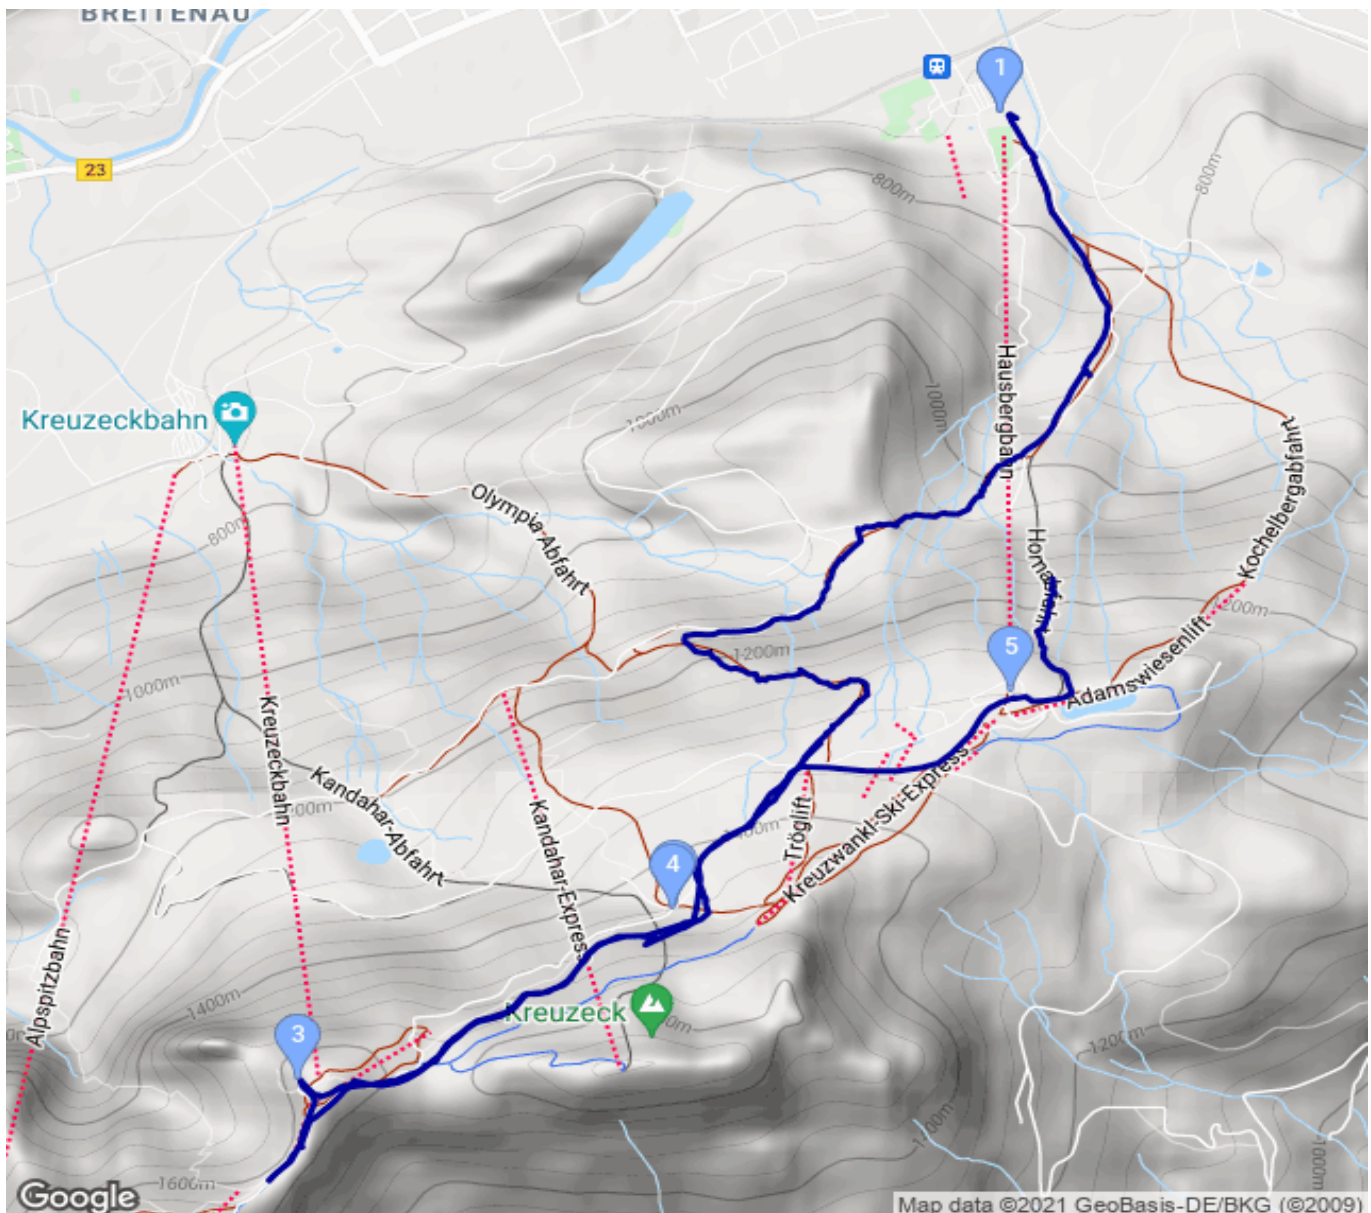 BREITENAU
1
23
800m
800m
Kreuzeckbahn
1000m
1000m
Hausbergbahn
Kochelbergabfahrt
Olympia-Abfahrt
800m
Hornabfahrt
1200m
5
1200m
1000m
Adamswiesenlift
Kreuzeckbahn
Kandahar-Abfahrt
Kandahar-Express
Tröglift
Kreuzwankl-Ski-Express
4
Alpspitzbahn
1400m
Kreuzeck
3
1200m
1600m
1000m
Google
Map data ©2021 GeoBasis-DE/BKG (©2009)